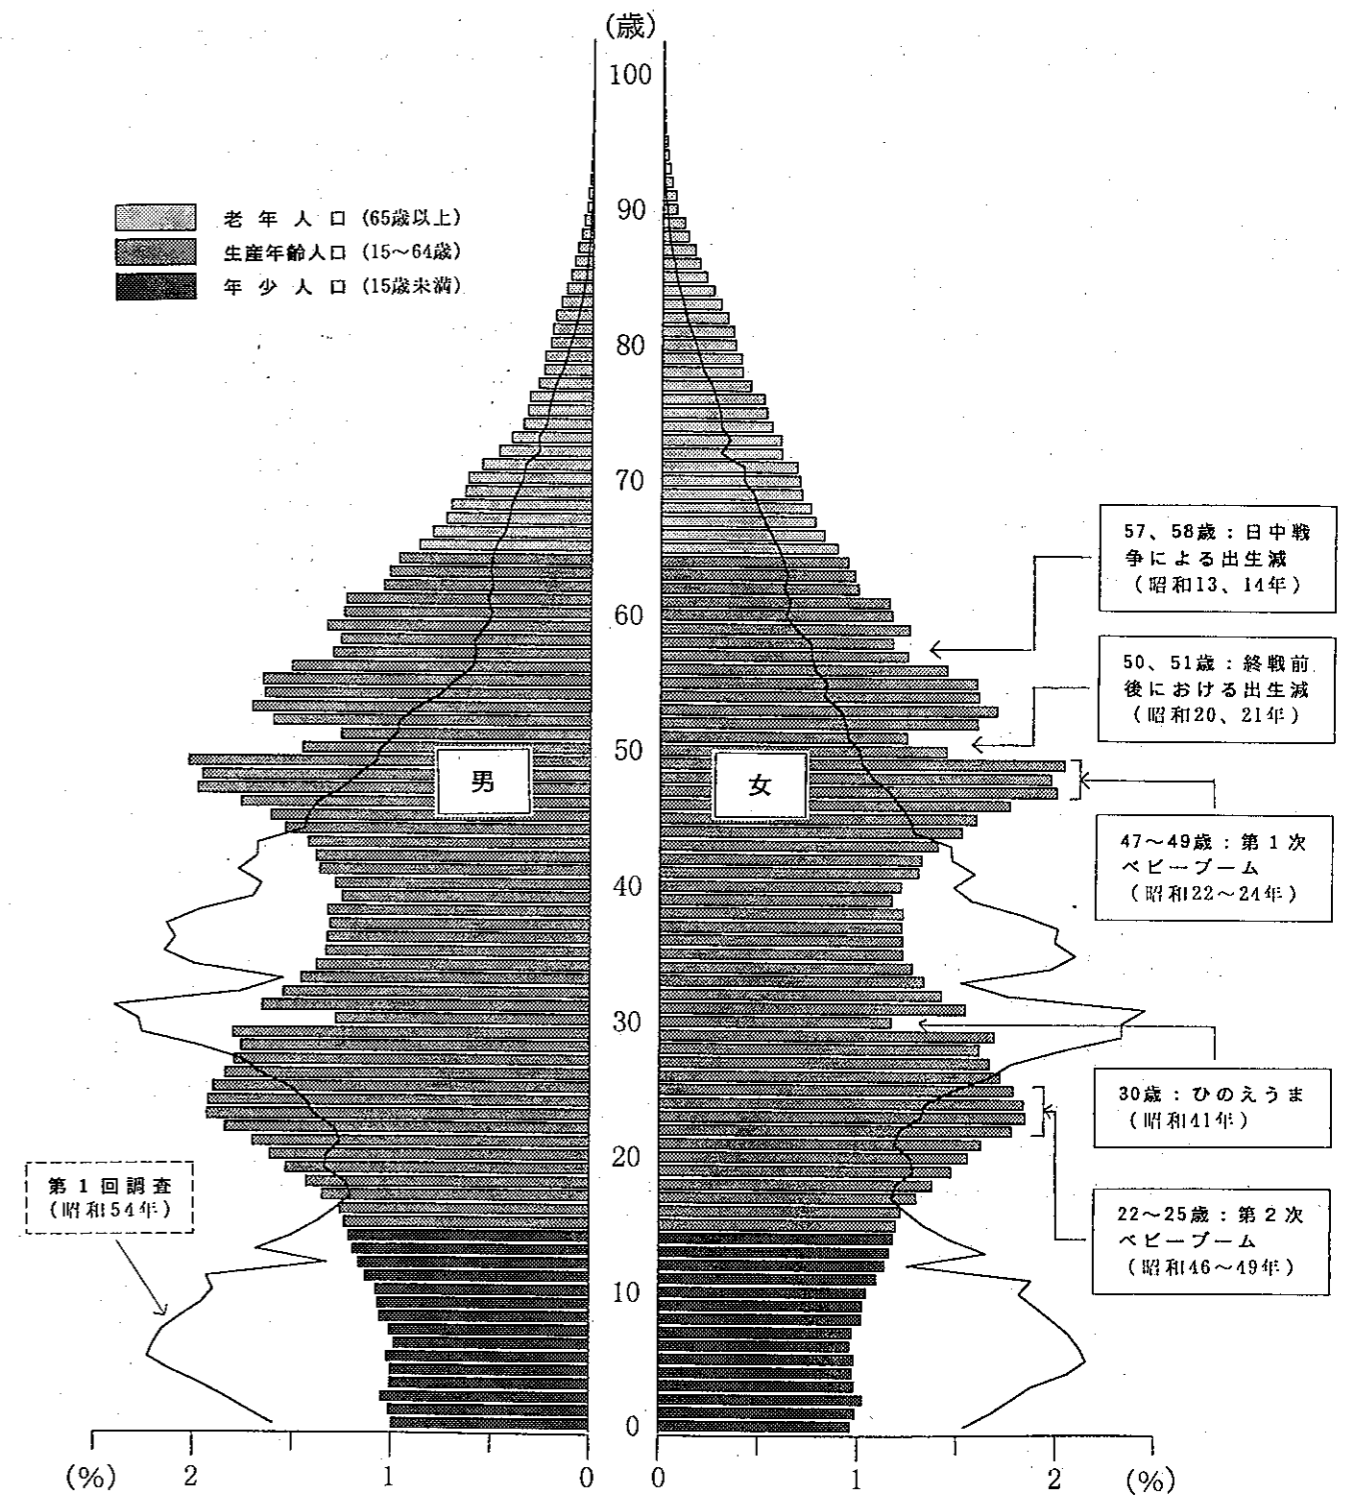 (歳)
100
90
80
70
60
50
40
30
20
10
0
老年人口 (65歳以上)
生産年齢人口 (15～64歳)
年少人口 (15歳未満)
男
女
57、58歳：日中戦
争による出生減
(昭和13、14年)
50、51歳：終戦前
後における出生減
(昭和20、21年)
47～49歳：第1次
ベビーブーム
(昭和22～24年)
30歳：ひのえうま
(昭和41年)
22～25歳：第2次
ベビーブーム
(昭和46～49年)
第1回調査
(昭和54年)
(%) 2 1 0 0 1 2 (%)